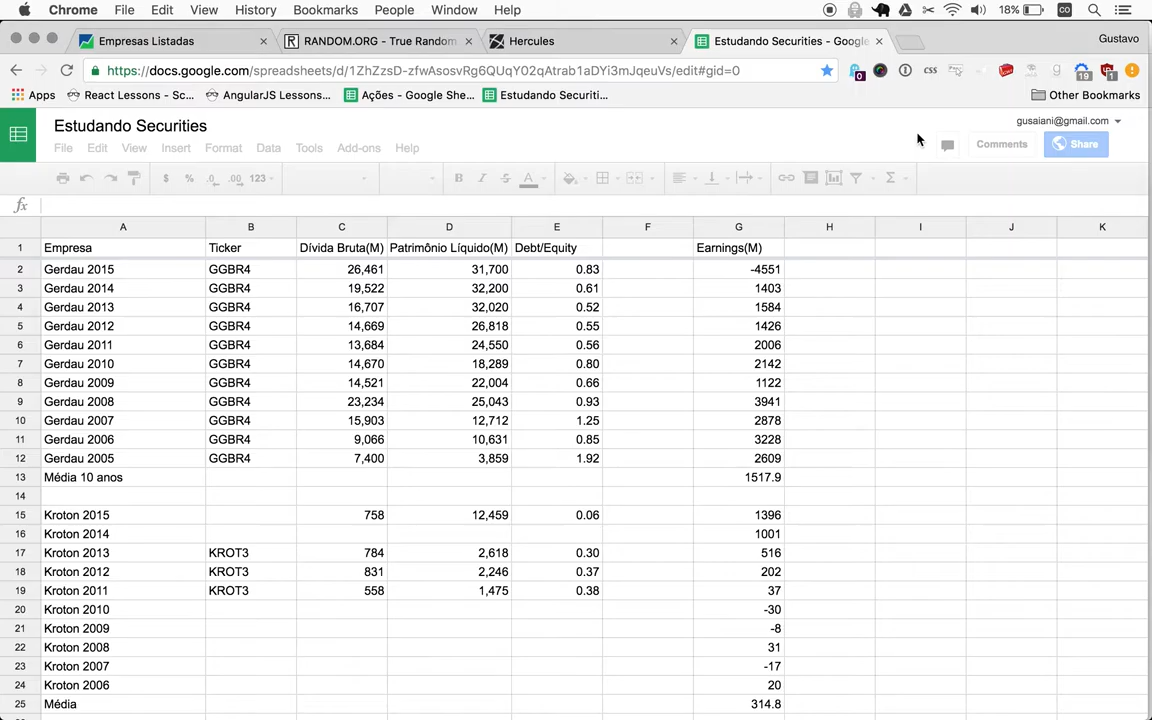 Chrome File Edit View History Bookmarks People Window Help 18% CO
Empresas Listadas RANDOM.ORG - True Random Hercules Estudando Securities - Google Gustavo
https://docs.google.com/spreadsheets/d/1ZhZzsD-zfwAsosvRg6QUqY02qAtrab1aDYi3mJqeuVs/edit#gid=0 0 css g 19 1
Apps React Lessons - Sc... AngularJS Lessons... Ações - Google She... Estudando Securiti... Other Bookmarks
Estudando Securities gusaiani@gmail.com
File Edit View Insert Format Data Tools Add-ons Help Comments Share
$ % .0 .00 123 B I S A Σ
fx
A B C D E F G H I J K
1 Empresa Ticker Dívida Bruta(M) Patrimônio Líquido(M) Debt/Equity Earnings(M)
2 Gerdau 2015 GGBR4 26,461 31,700 0.83 -4551
3 Gerdau 2014 GGBR4 19,522 32,200 0.61 1403
4 Gerdau 2013 GGBR4 16,707 32,020 0.52 1584
5 Gerdau 2012 GGBR4 14,669 26,818 0.55 1426
6 Gerdau 2011 GGBR4 13,684 24,550 0.56 2006
7 Gerdau 2010 GGBR4 14,670 18,289 0.80 2142
8 Gerdau 2009 GGBR4 14,521 22,004 0.66 1122
9 Gerdau 2008 GGBR4 23,234 25,043 0.93 3941
10 Gerdau 2007 GGBR4 15,903 12,712 1.25 2878
11 Gerdau 2006 GGBR4 9,066 10,631 0.85 3228
12 Gerdau 2005 GGBR4 7,400 3,859 1.92 2609
13 Média 10 anos 1517.9
14
15 Kroton 2015 758 12,459 0.06 1396
16 Kroton 2014 1001
17 Kroton 2013 KROT3 784 2,618 0.30 516
18 Kroton 2012 KROT3 831 2,246 0.37 202
19 Kroton 2011 KROT3 558 1,475 0.38 37
20 Kroton 2010 -30
21 Kroton 2009 -8
22 Kroton 2008 31
23 Kroton 2007 -17
24 Kroton 2006 20
25 Média 314.8